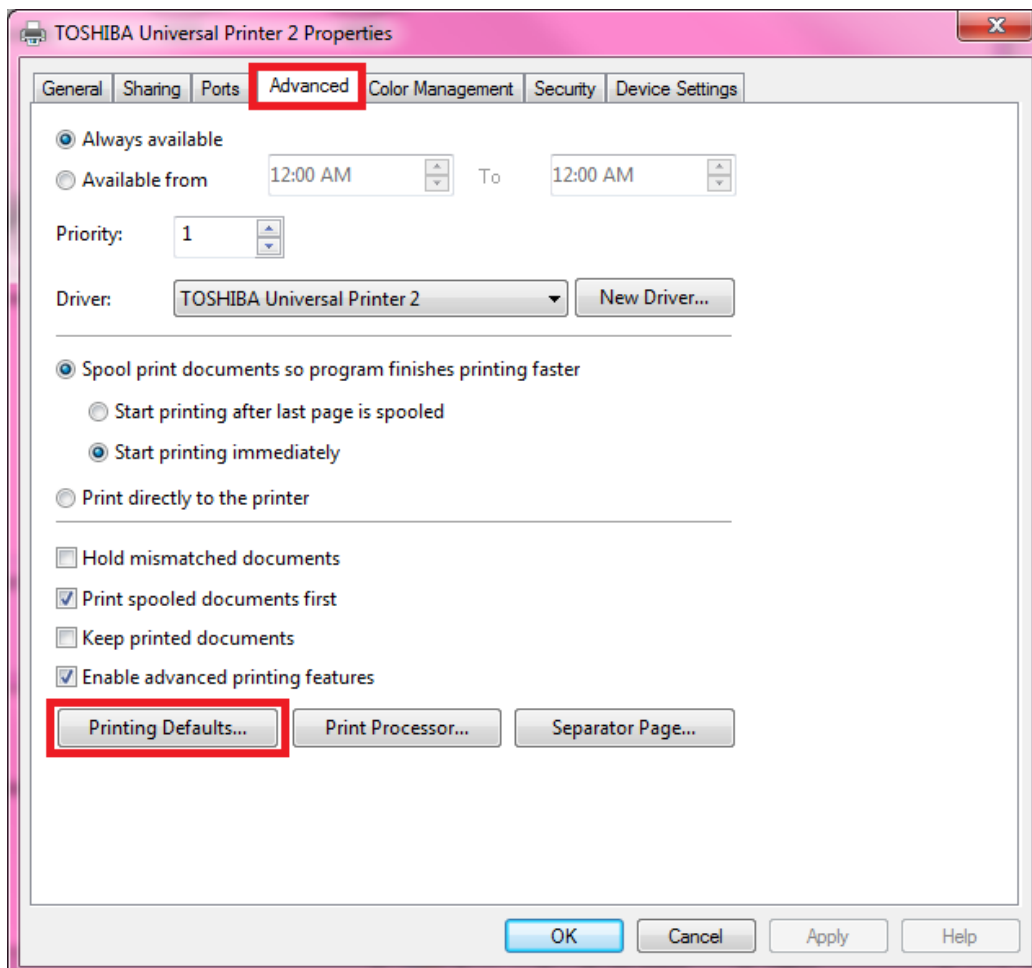 TOSHIBA Universal Printer 2 Properties
General Sharing Ports Advanced Color Management Security Device Settings
Always available
Available from 12:00 AM To 12:00 AM
Priority: 1
Driver: TOSHIBA Universal Printer 2 New Driver...
Spool print documents so program finishes printing faster
Start printing after last page is spooled
Start printing immediately
Print directly to the printer
Hold mismatched documents
Print spooled documents first
Keep printed documents
Enable advanced printing features
Printing Defaults... Print Processor... Separator Page...
OK Cancel Apply Help